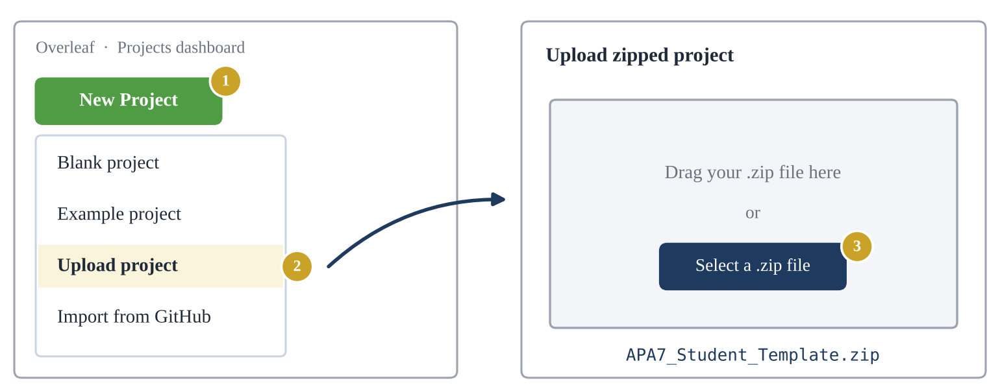 Overleaf · Projects dashboard
New Project
1
Blank project
Example project
Upload project
2
Import from GitHub
Upload zipped project
Drag your .zip file here
or
Select a .zip file
3
APA7_Student_Template.zip